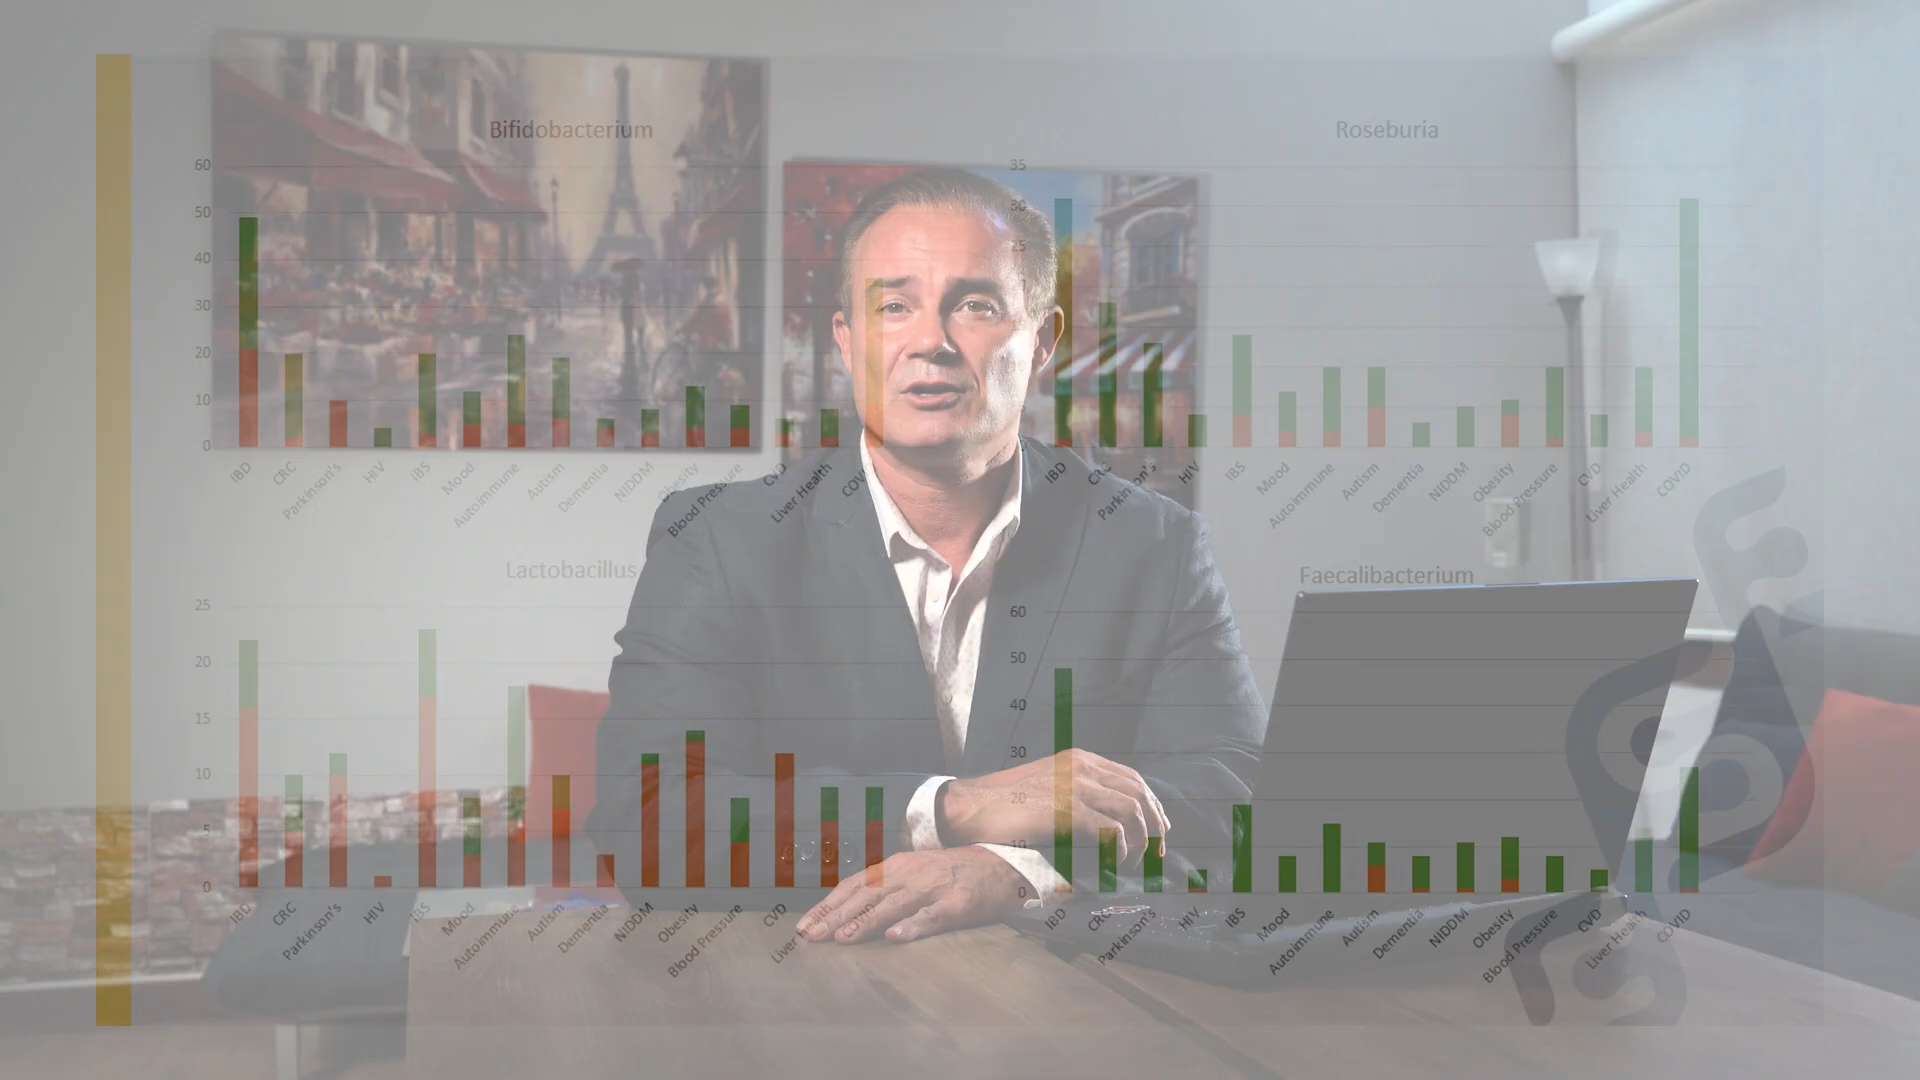 Bifidobacterium
60
50
40
30
20
10
0
IBD CRC Parkinson's HIV IBS Mood Autoimmune Autism Dementia NIDDM Obesity Blood Pressure CVD Liver Health COVID
Roseburia
35
30
25
IBD CRC Parkinson's HIV IBS Mood Autoimmune Autism Dementia NIDDM Obesity Blood Pressure CVD Liver Health COVID
Lactobacillus
25
20
15
10
5
0
IBD CRC Parkinson's HIV IBS Mood Autoimmune Autism Dementia NIDDM Obesity Blood Pressure CVD Liver Health COVID
Faecalibacterium
60
50
40
30
20
10
0
IBD CRC Parkinson's HIV IBS Mood Autoimmune Autism Dementia NIDDM Obesity Blood Pressure CVD Liver Health COVID